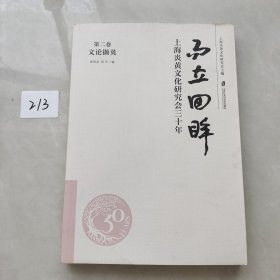 而立回眸
上海炎黄文化研究会三十年
第二卷
文论撷英
213
30